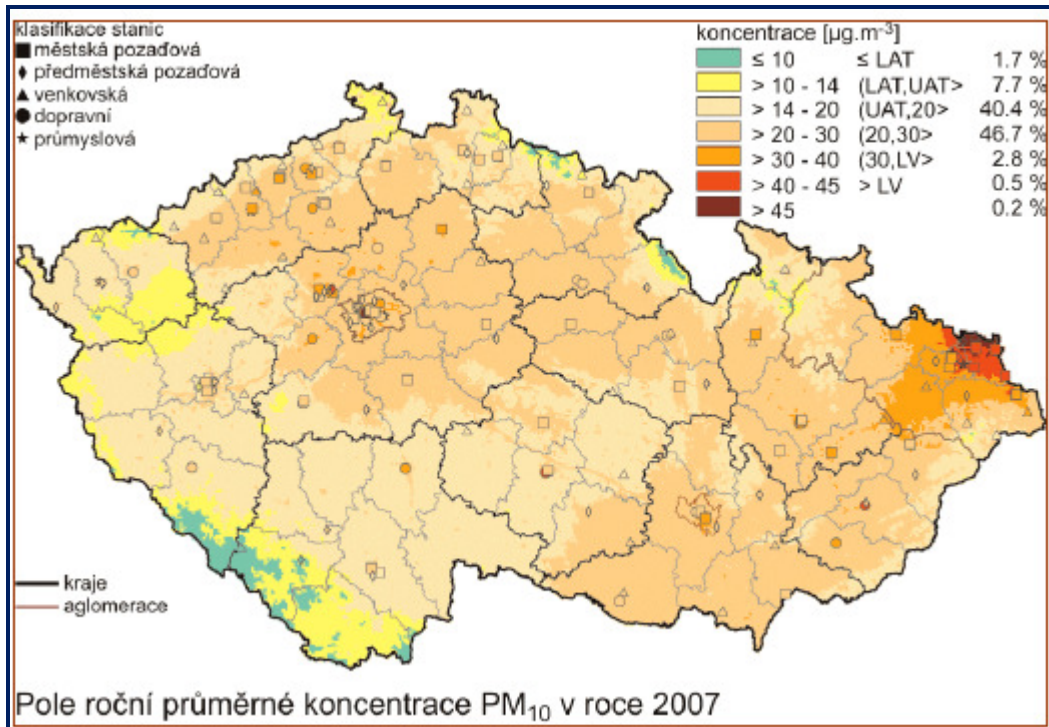 klasifikace stanic
městská pozaďová
předměstská pozaďová
venkovská
dopravní
průmyslová
koncentrace [µg.m⁻³]
≤ 10 ≤ LAT 1.7 %
> 10 - 14 (LAT,UAT> 7.7 %
> 14 - 20 (UAT,20> 40.4 %
> 20 - 30 (20,30> 46.7 %
> 30 - 40 (30,LV> 2.8 %
> 40 - 45 > LV 0.5 %
> 45 0.2 %
kraje
aglomerace
Pole roční průměrné koncentrace PM₁₀ v roce 2007